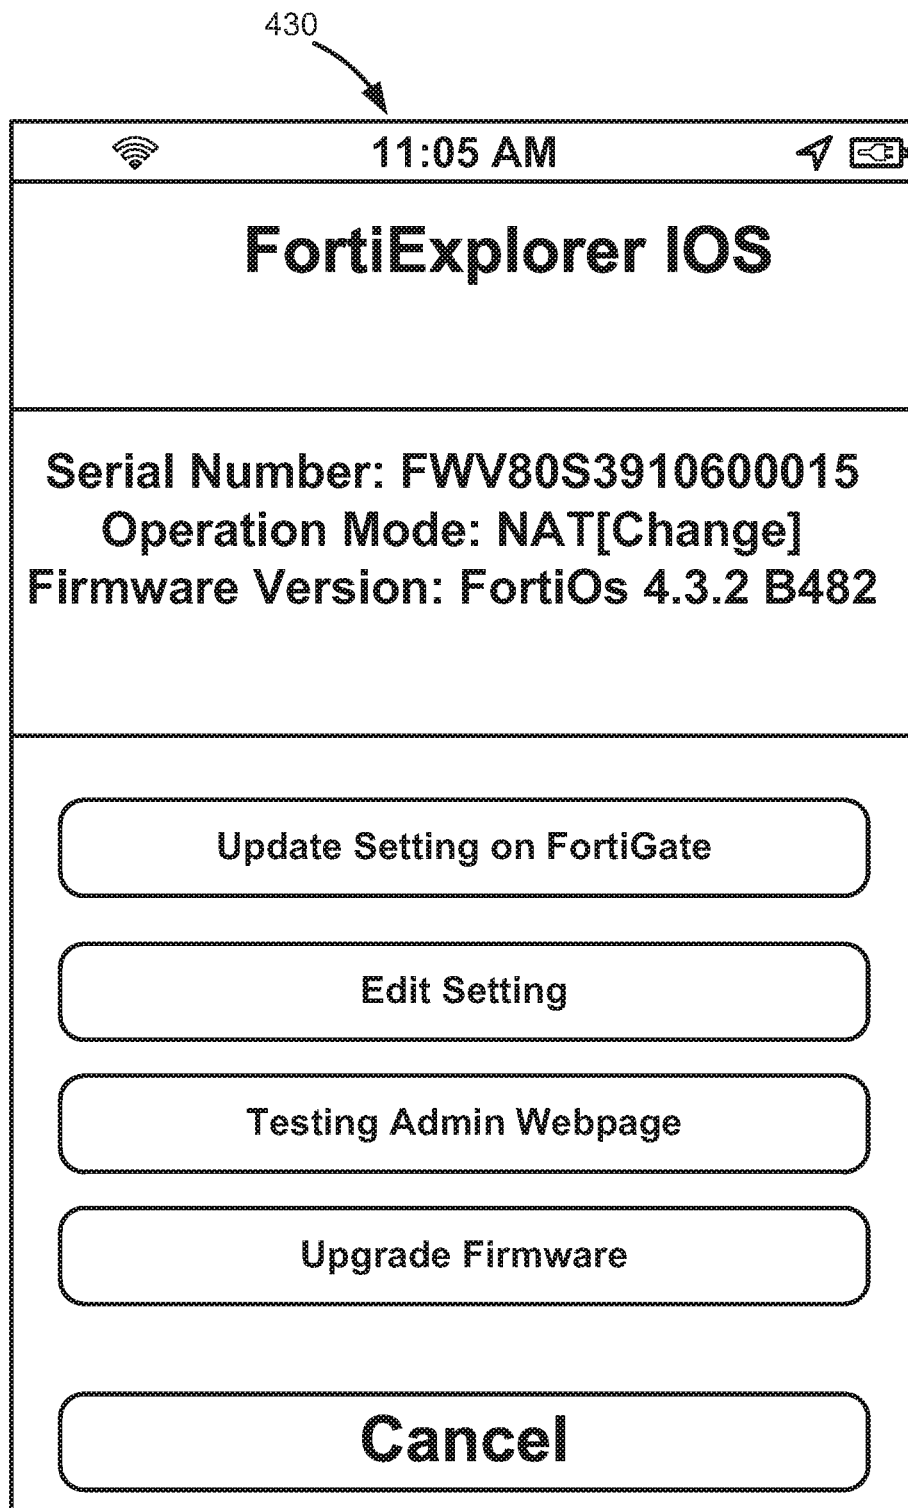 430
11:05 AM
FortiExplorer IOS
Serial Number: FWV80S3910600015
Operation Mode: NAT[Change]
Firmware Version: FortiOs 4.3.2 B482
Update Setting on FortiGate
Edit Setting
Testing Admin Webpage
Upgrade Firmware
Cancel